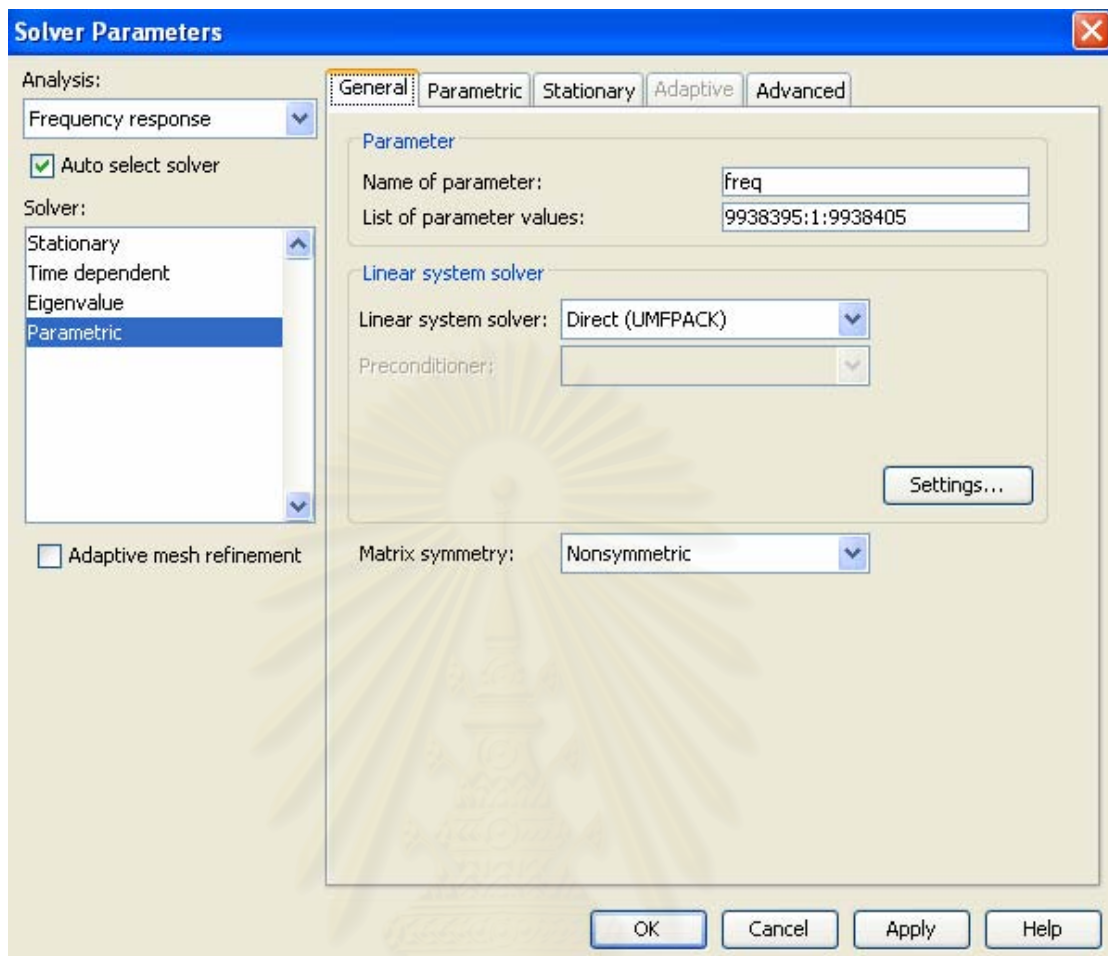 Solver Parameters
Analysis:
Frequency response
Auto select solver
Solver:
Stationary
Time dependent
Eigenvalue
Parametric
Adaptive mesh refinement
General Parametric Stationary Adaptive Advanced
Parameter
Name of parameter: freq
List of parameter values: 9938395:1:9938405
Linear system solver
Linear system solver: Direct (UMFPACK)
Preconditioner:
Settings...
Matrix symmetry: Nonsymmetric
OK Cancel Apply Help